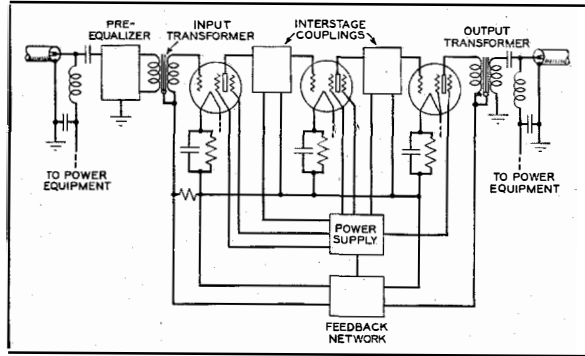 PRE-
EQUALIZER
INPUT
TRANSFORMER
INTERSTAGE
COUPLINGS
OUTPUT
TRANSFORMER
TO POWER
EQUIPMENT
POWER
SUPPLY
TO POWER
EQUIPMENT
FEEDBACK
NETWORK